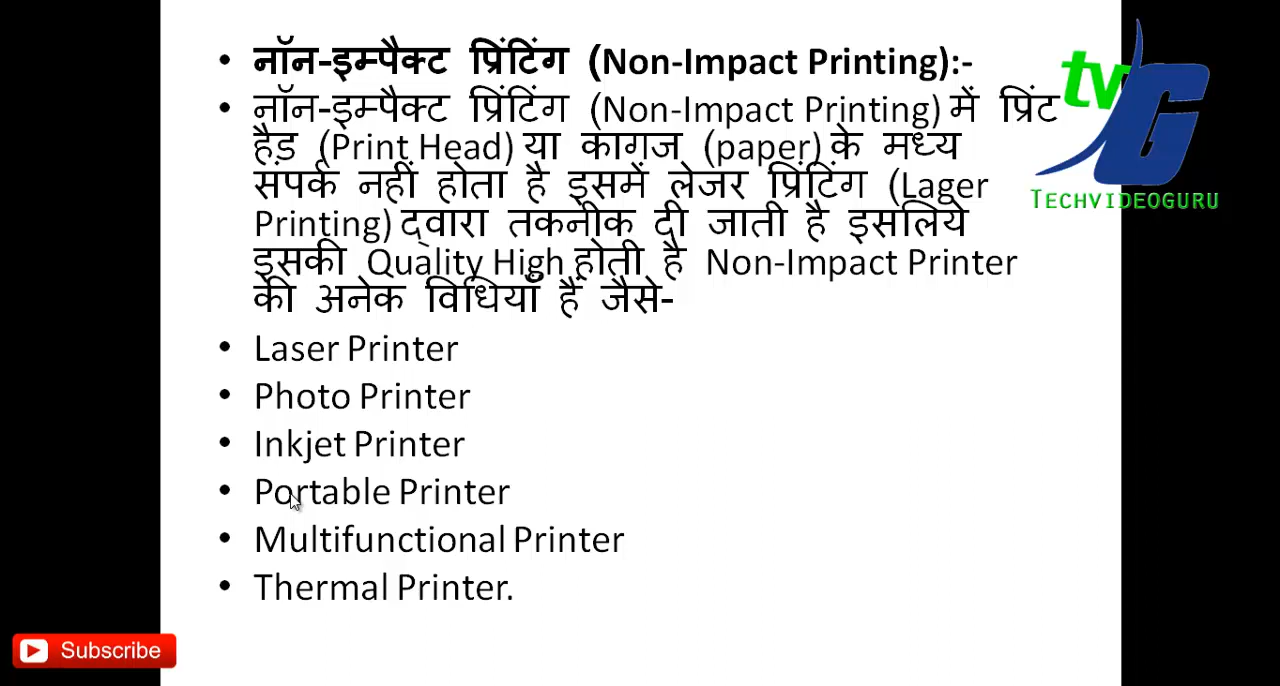 • नॉन-इम्पैक्ट प्रिंटिंग (Non-Impact Printing):-
• नॉन-इम्पैक्ट प्रिंटिंग (Non-Impact Printing) में प्रिंट
हैड (Print Head) या कागज (paper) के मध्य
संपर्क नहीं होता है इसमें लेजर प्रिंटिंग (Lager
Printing) द्वारा तकनीक दी जाती है इसलिये
इसकी Quality High होती है Non-Impact Printer
की अनेक विधियाँ हैं जैसे-
• Laser Printer
• Photo Printer
• Inkjet Printer
• Portable Printer
• Multifunctional Printer
• Thermal Printer.
tvG
TECHVIDEOGURU
Subscribe